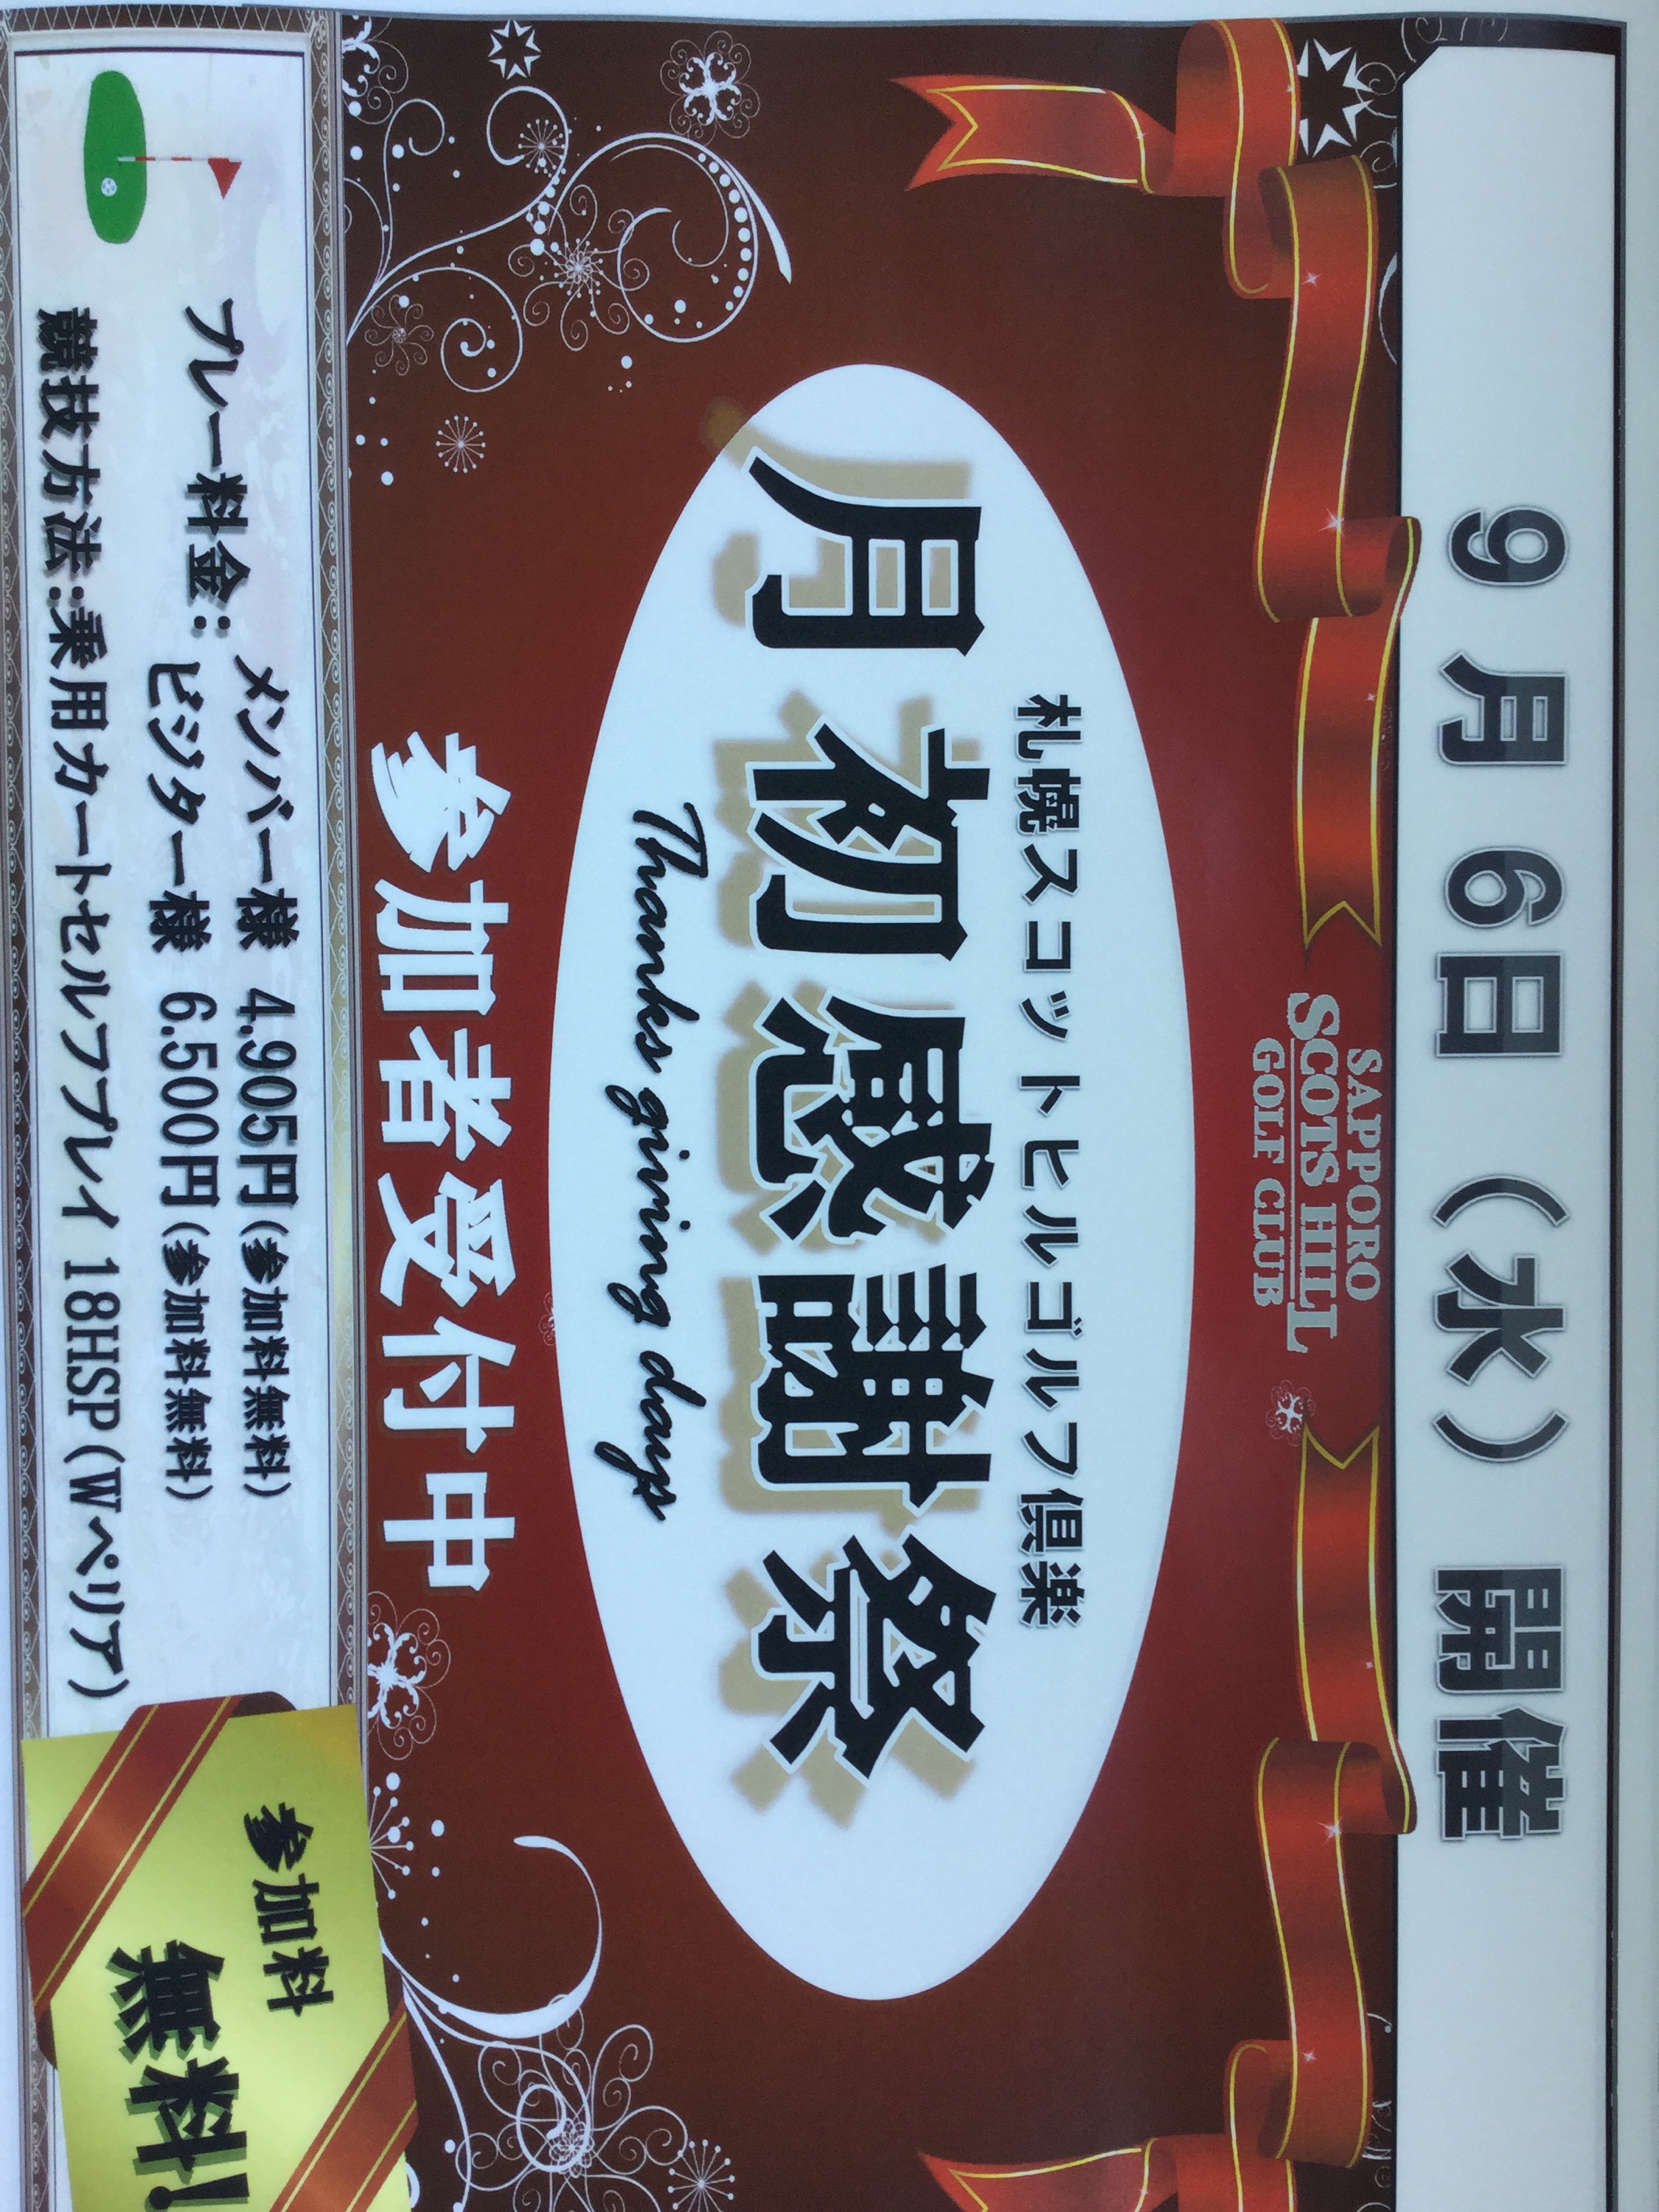 9月6日（水）開催
SAPPORO
SCOTS HILL
GOLF CLUB
札幌スコットヒルゴルフ倶楽
月初感謝祭
Thanks giving days
参加者受付中
プレー料金：メンバー様 4.905円（参加料無料）
ビジター様 6.500円（参加料無料）
競技方法：乗用カートセルフプレイ 18HSP（Wペリア）
参加料
無料!